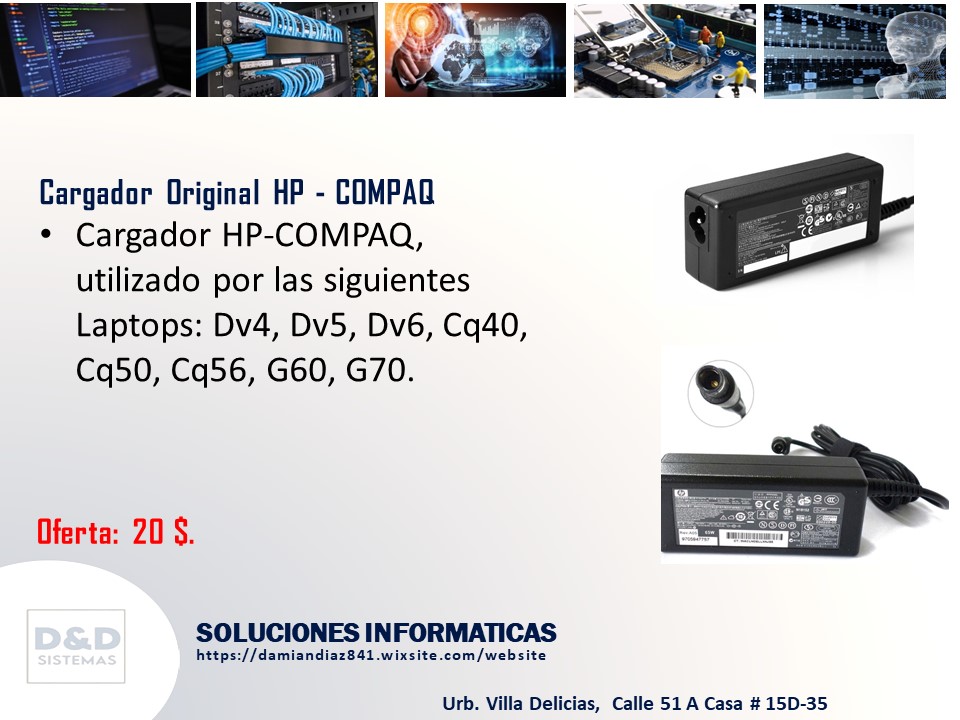 Cargador Original HP - COMPAQ
• Cargador HP-COMPAQ,
utilizado por las siguientes
Laptops: Dv4, Dv5, Dv6, Cq40,
Cq50, Cq56, G60, G70.
Oferta: 20 $.
D&D
SISTEMAS
SOLUCIONES INFORMATICAS
https://damiandiaz841.wixsite.com/website
Urb. Villa Delicias, Calle 51 A Casa # 15D-35